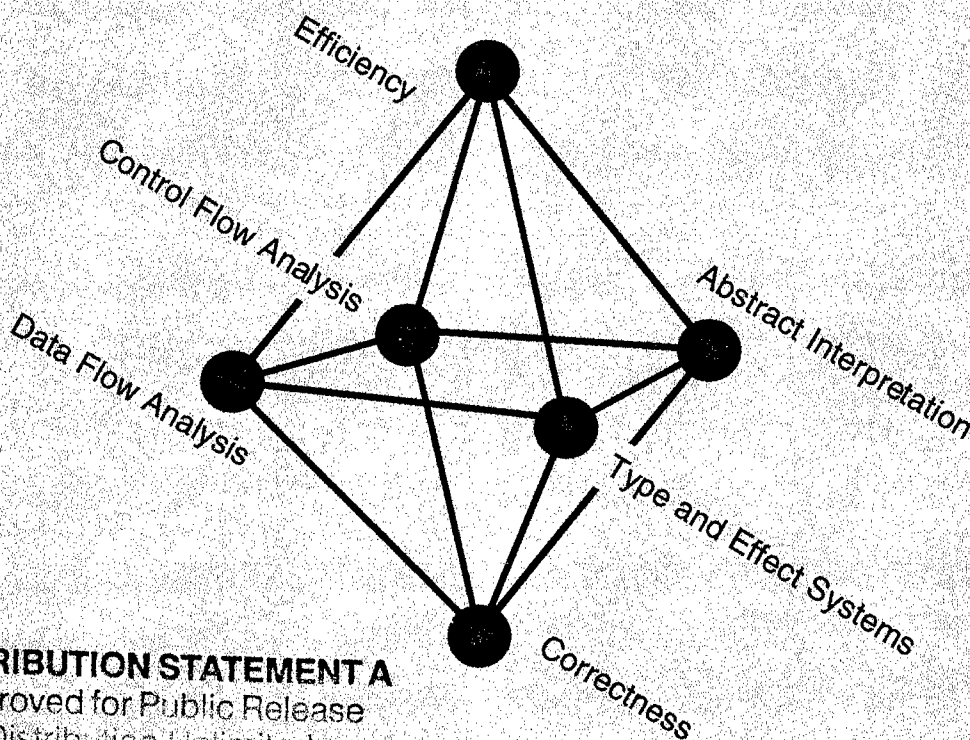 Efficiency
Control Flow Analysis
Abstract Interpretation
Data Flow Analysis
Type and Effect Systems
Correctness
RIBUTION STATEMENT A
roved for Public Release